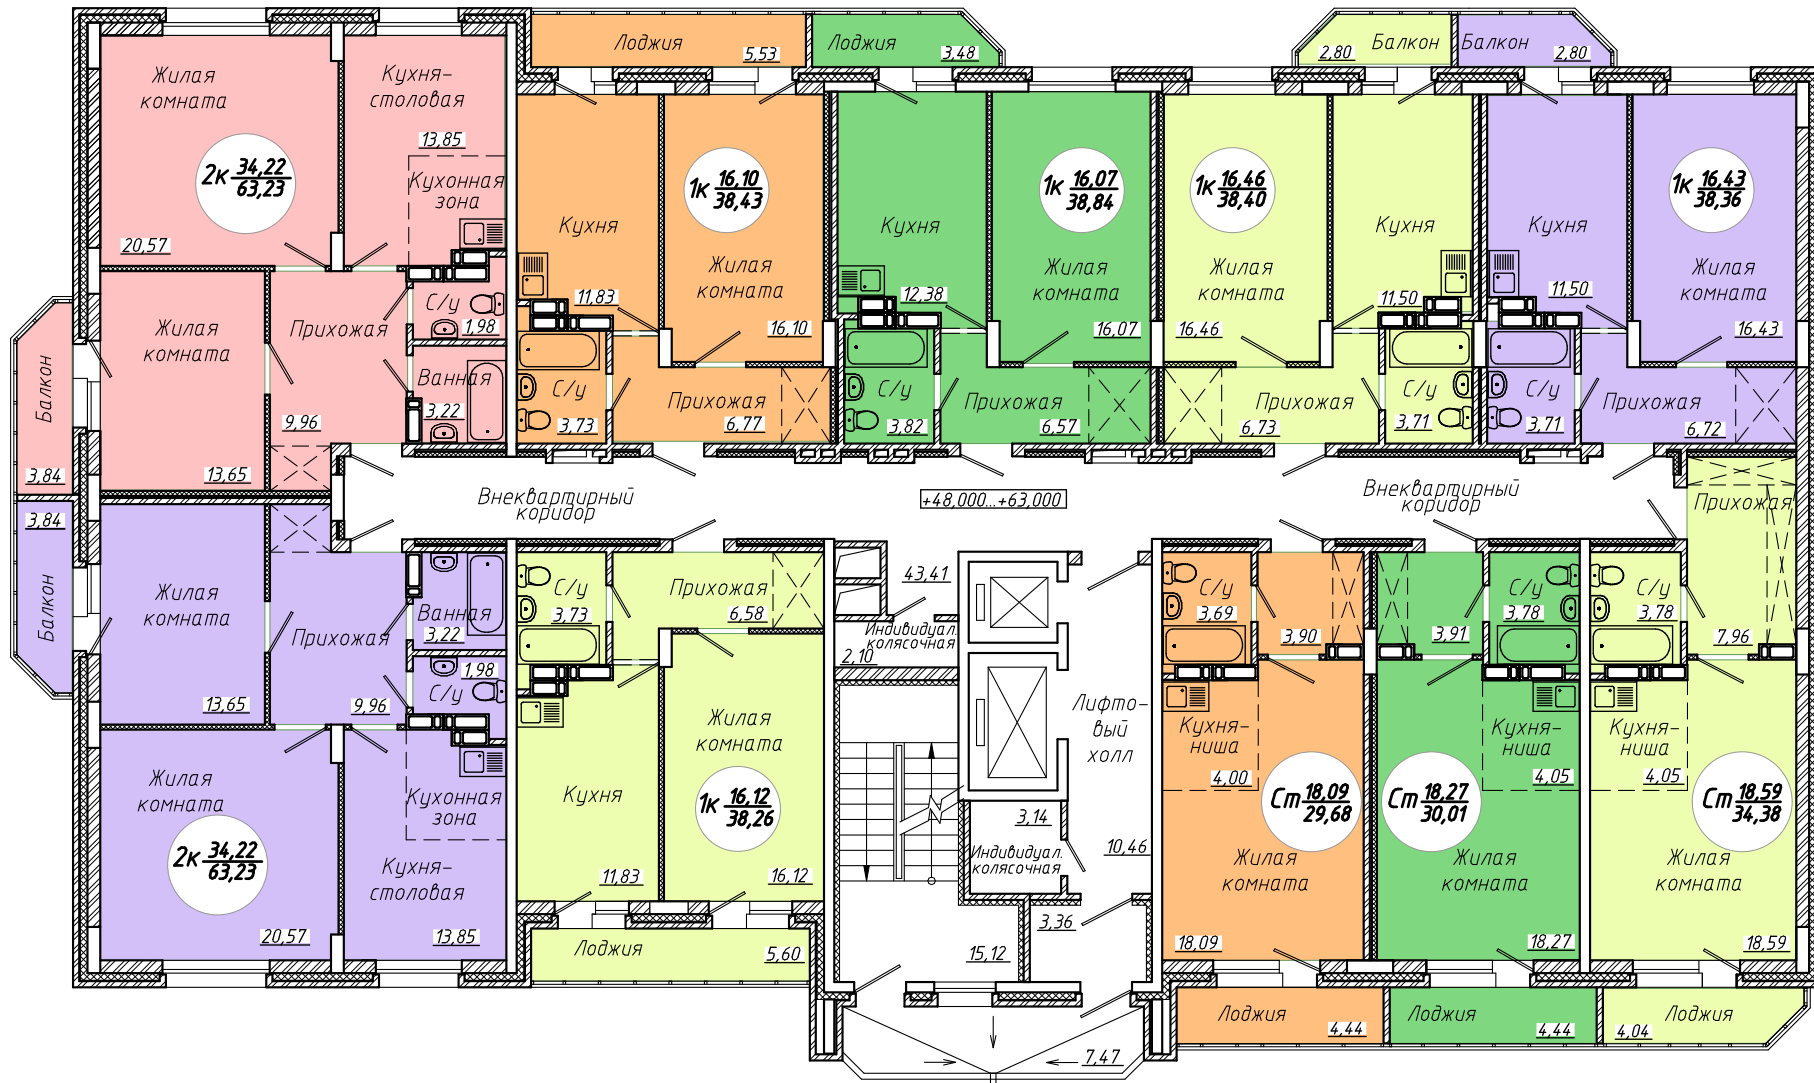 Жилая
комната
2к 34,22
63,23
20,57
Кухня-
столовая
13,85
Кухонная
зона
С/у
1,98
Жилая
комната
13,65
Прихожая
9,96
Ванная
3,22
Балкон
3,84
Лоджия
5,53
Кухня
11,83
1к 16,10
38,43
Жилая
комната
16,10
С/у
3,73
Прихожая
6,77
Лоджия
3,48
Кухня
12,38
1к 16,07
38,84
Жилая
комната
16,07
С/у
3,82
Прихожая
6,57
Балкон
2,80
1к 16,46
38,40
Жилая
комната
16,46
Кухня
11,50
Прихожая
6,73
С/у
3,71
Балкон
2,80
Кухня
11,50
1к 16,43
38,36
Жилая
комната
16,43
С/у
3,71
Прихожая
6,72
Внеквартирный
коридор
+48,000...+63,000
Внеквартирный
коридор
43,41
3,84
Балкон
Жилая
комната
13,65
Прихожая
9,96
Ванная
3,22
1,98
С/у
Жилая
комната
2к 34,22
63,23
20,57
Кухонная
зона
Кухня-
столовая
13,85
С/у
3,73
Прихожая
6,58
Кухня
11,83
Жилая
комната
1к 16,12
38,26
16,12
Лоджия
5,60
Индивидуал.
колясочная
2,10
Лифто-
вый
холл
10,46
3,14
Индивидуал.
колясочная
3,36
15,12
7,47
С/у
3,69
3,90
Кухня-
ниша
4,00
Ст 18,09
29,68
Жилая
комната
18,09
Лоджия
4,44
3,91
С/у
3,78
Кухня-
ниша
4,05
Ст 18,27
30,01
Жилая
комната
18,27
Лоджия
4,44
Прихожая
7,96
С/у
3,78
Кухня-
ниша
4,05
Ст 18,59
34,38
Жилая
комната
18,59
Лоджия
4,04